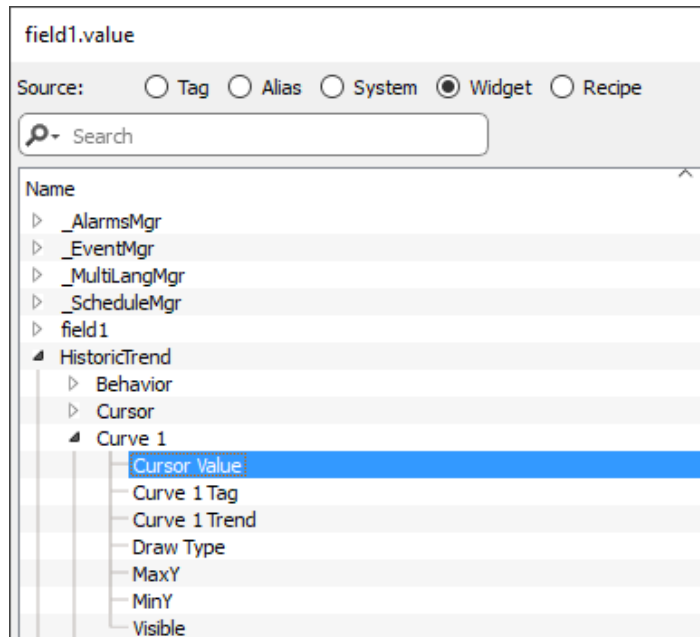 field1.value
Source: Tag Alias System Widget Recipe
Search
Name
_AlarmsMgr
_EventMgr
_MultiLangMgr
_ScheduleMgr
field1
HistoricTrend
Behavior
Cursor
Curve 1
Cursor Value
Curve 1 Tag
Curve 1 Trend
Draw Type
MaxY
MinY
Visible